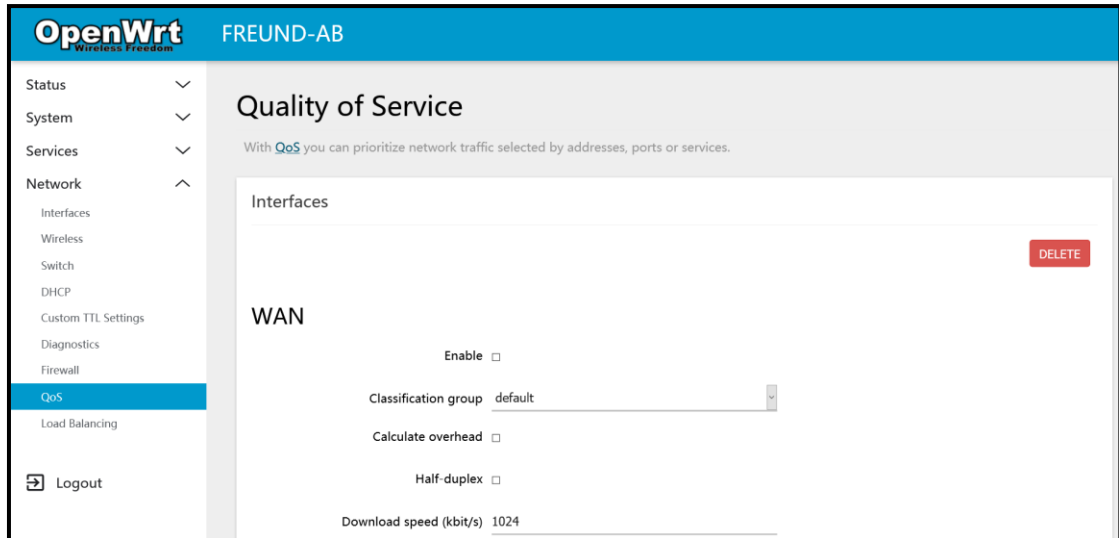 OpenWrt
Wireless Freedom
FREUND-AB
Status
System
Services
Network
Interfaces
Wireless
Switch
DHCP
Custom TTL Settings
Diagnostics
Firewall
QoS
Load Balancing
Logout
Quality of Service
With QoS you can prioritize network traffic selected by addresses, ports or services.
Interfaces
DELETE
WAN
Enable
Classification group default
Calculate overhead
Half-duplex
Download speed (kbit/s) 1024